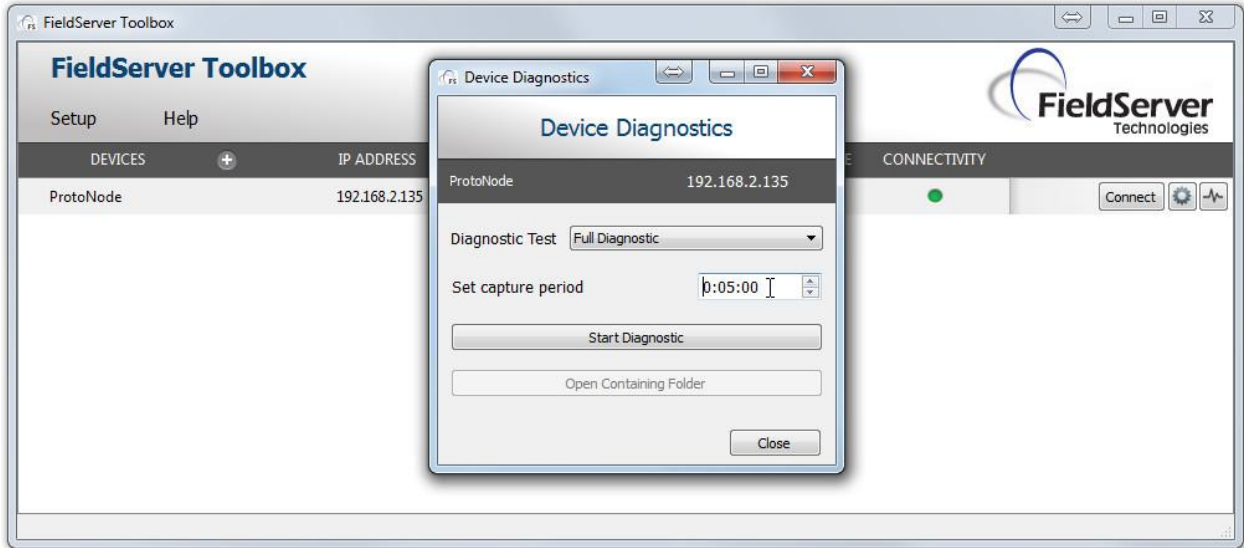 FieldServer Toolbox
FieldServer Toolbox
Setup Help
FieldServer
Technologies
DEVICES IP ADDRESS E CONNECTIVITY
ProtoNode 192.168.2.135 Connect
FS Device Diagnostics
Device Diagnostics
ProtoNode 192.168.2.135
Diagnostic Test Full Diagnostic
Set capture period 0:05:00
Start Diagnostic
Open Containing Folder
Close